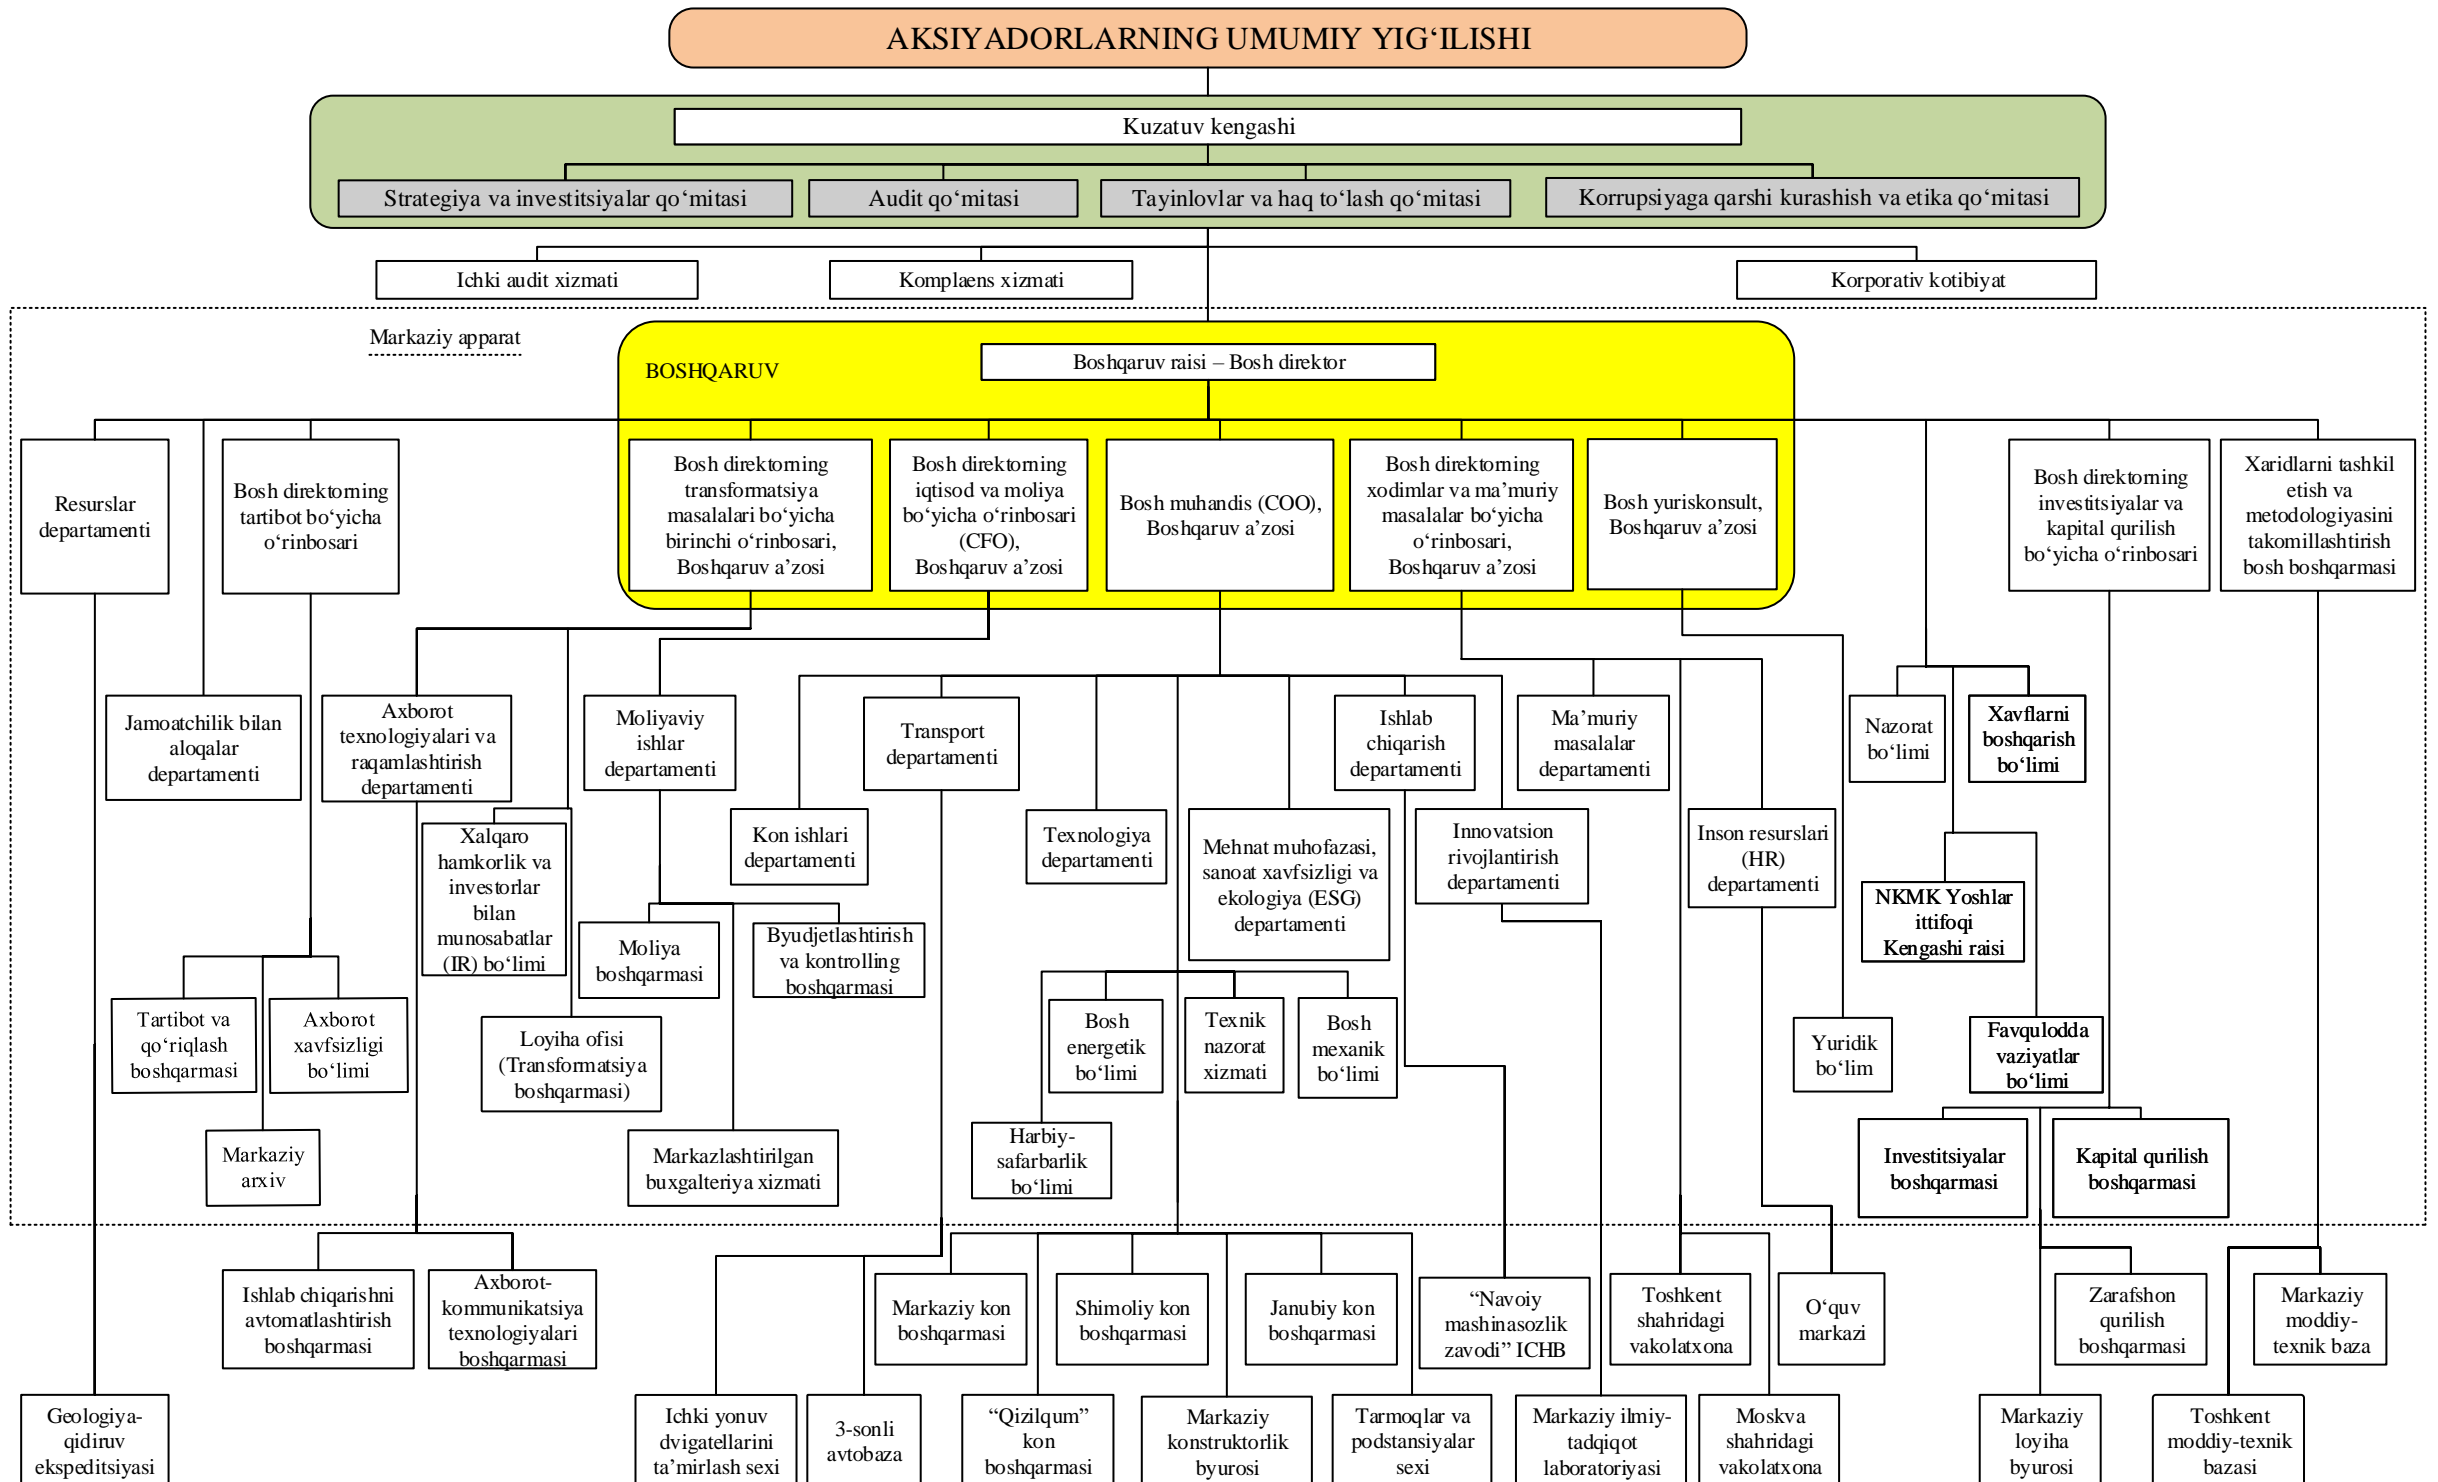 AKSIYADORLARNING UMUMIY YIG‘ILISHI
Kuzatuv kengashi
Strategiya va investitsiyalar qo‘mitasi
Audit qo‘mitasi
Tayinlovlar va haq to‘lash qo‘mitasi
Korrupsiyaga qarshi kurashish va etika qo‘mitasi
Ichki audit xizmati
Komplaens xizmati
Korporativ kotibiyat
Markaziy apparat
BOSHQARUV
Boshqaruv raisi – Bosh direktor
Resurslar
departamenti
Bosh direktorning
tartibot bo‘yicha
o‘rinbosari
Bosh direktorning
transformatsiya
masalalari bo‘yicha
birinchi o‘rinbosari,
Boshqaruv a’zosi
Bosh direktorning
iqtisod va moliya
bo‘yicha o‘rinbosari
(CFO),
Boshqaruv a’zosi
Bosh muhandis (COO),
Boshqaruv a’zosi
Bosh direktorning
xodimlar va ma’muriy
masalalar bo‘yicha
o‘rinbosari,
Boshqaruv a’zosi
Bosh yuriskonsult,
Boshqaruv a’zosi
Bosh direktorning
investitsiyalar va
kapital qurilish
bo‘yicha o‘rinbosari
Xaridlarni tashkil
etish va
metodologiyasini
takomillashtirish
bosh boshqarmasi
Jamoatchilik bilan
aloqalar
departamenti
Axborot
texnologiyalari va
raqamlashtirish
departamenti
Moliyaviy
ishlar
departamenti
Transport
departamenti
Ishlab
chiqarish
departamenti
Ma’muriy
masalalar
departamenti
Nazorat
bo‘limi
Xavflarni
boshqarish
bo‘limi
Xalqaro
hamkorlik va
investorlar
bilan
munosabatlar
(IR) bo‘limi
Kon ishlari
departamenti
Texnologiya
departamenti
Mehnat muhofazasi,
sanoat xavfsizligi va
ekologiya (ESG)
departamenti
Innovatsion
rivojlantirish
departamenti
Inson resurslari
(HR)
departamenti
NKMK Yoshlar
ittifoqi
Kengashi raisi
Moliya
boshqarmasi
Byudjetlashtirish
va kontrolling
boshqarmasi
Tartibot va
qo‘riqlash
boshqarmasi
Axborot
xavfsizligi
bo‘limi
Loyiha ofisi
(Transformatsiya
boshqarmasi)
Bosh
energetik
bo‘limi
Texnik
nazorat
xizmati
Bosh
mexanik
bo‘limi
Yuridik
bo‘lim
Favqulodda
vaziyatlar
bo‘limi
Markaziy
arxiv
Markazlashtirilgan
buxgalteriya xizmati
Harbiy-
safarbarlik
bo‘limi
Investitsiyalar
boshqarmasi
Kapital qurilish
boshqarmasi
Ishlab chiqarishni
avtomatlashtirish
boshqarmasi
Axborot-
kommunikatsiya
texnologiyalari
boshqarmasi
Markaziy kon
boshqarmasi
Shimoliy kon
boshqarmasi
Janubiy kon
boshqarmasi
“Navoiy
mashinasozlik
zavodi” ICHB
Toshkent
shahridagi
vakolatxona
O‘quv
markazi
Zarafshon
qurilish
boshqarmasi
Markaziy
moddiy-
texnik baza
Geologiya-
qidiruv
ekspeditsiyasi
Ichki yonuv
dvigatellarini
ta’mirlash sexi
3-sonli
avtobaza
“Qizilqum”
kon
boshqarmasi
Markaziy
konstruktorlik
byurosi
Tarmoqlar va
podstansiyalar
sexi
Markaziy ilmiy-
tadqiqot
laboratoriyasi
Moskva
shahridagi
vakolatxona
Markaziy
loyiha
byurosi
Toshkent
moddiy-texnik
bazasi